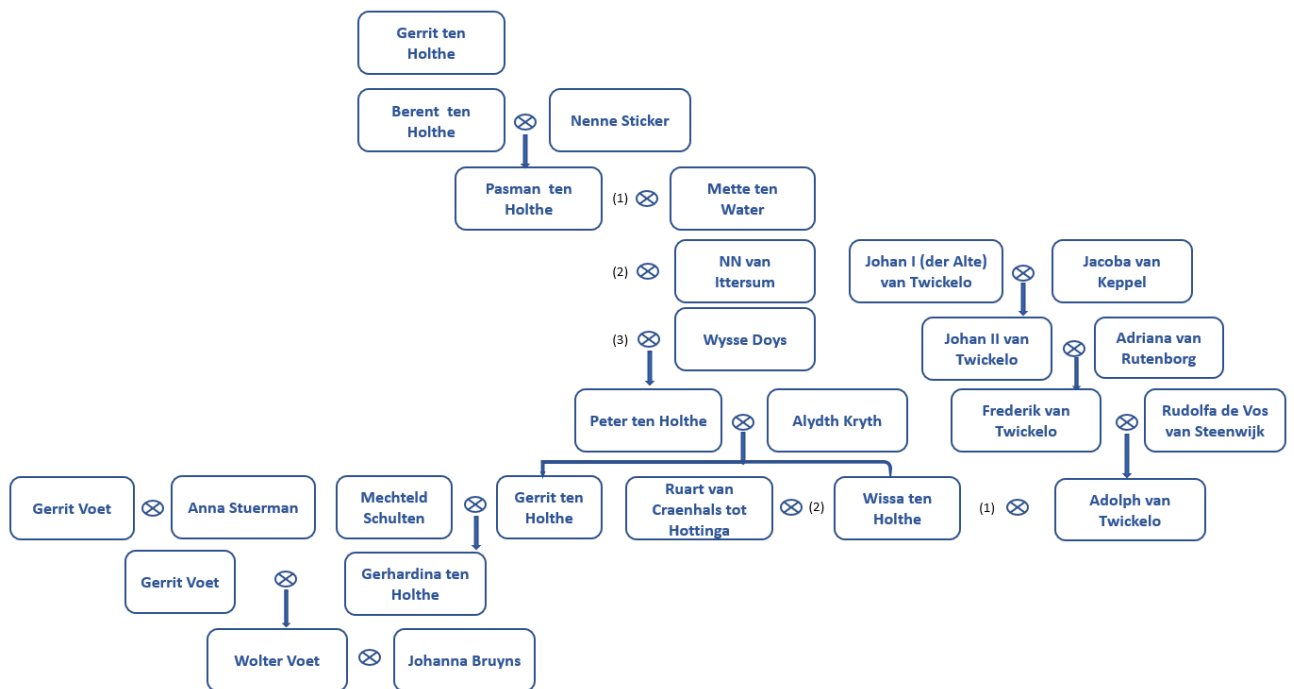 Gerrit ten
Holthe
Berent  ten
Holthe
Nenne Sticker
Pasman  ten
Holthe
(1)
Mette ten
Water
(2)
NN van
Ittersum
Johan I (der Alte)
van Twickelo
Jacoba van
Keppel
(3)
Wysse Doys
Johan II van
Twickelo
Adriana van
Rutenborg
Peter ten Holthe
Alydth Kryth
Frederik van
Twickelo
Rudolfa de Vos
van Steenwijk
Gerrit Voet
Anna Stuerman
Mechteld
Schulten
Gerrit ten
Holthe
Ruart van
Craenhals tot
Hottinga
(2)
Wissa ten
Holthe
(1)
Adolph van
Twickelo
Gerrit Voet
Gerhardina ten
Holthe
Wolter Voet
Johanna Bruyns